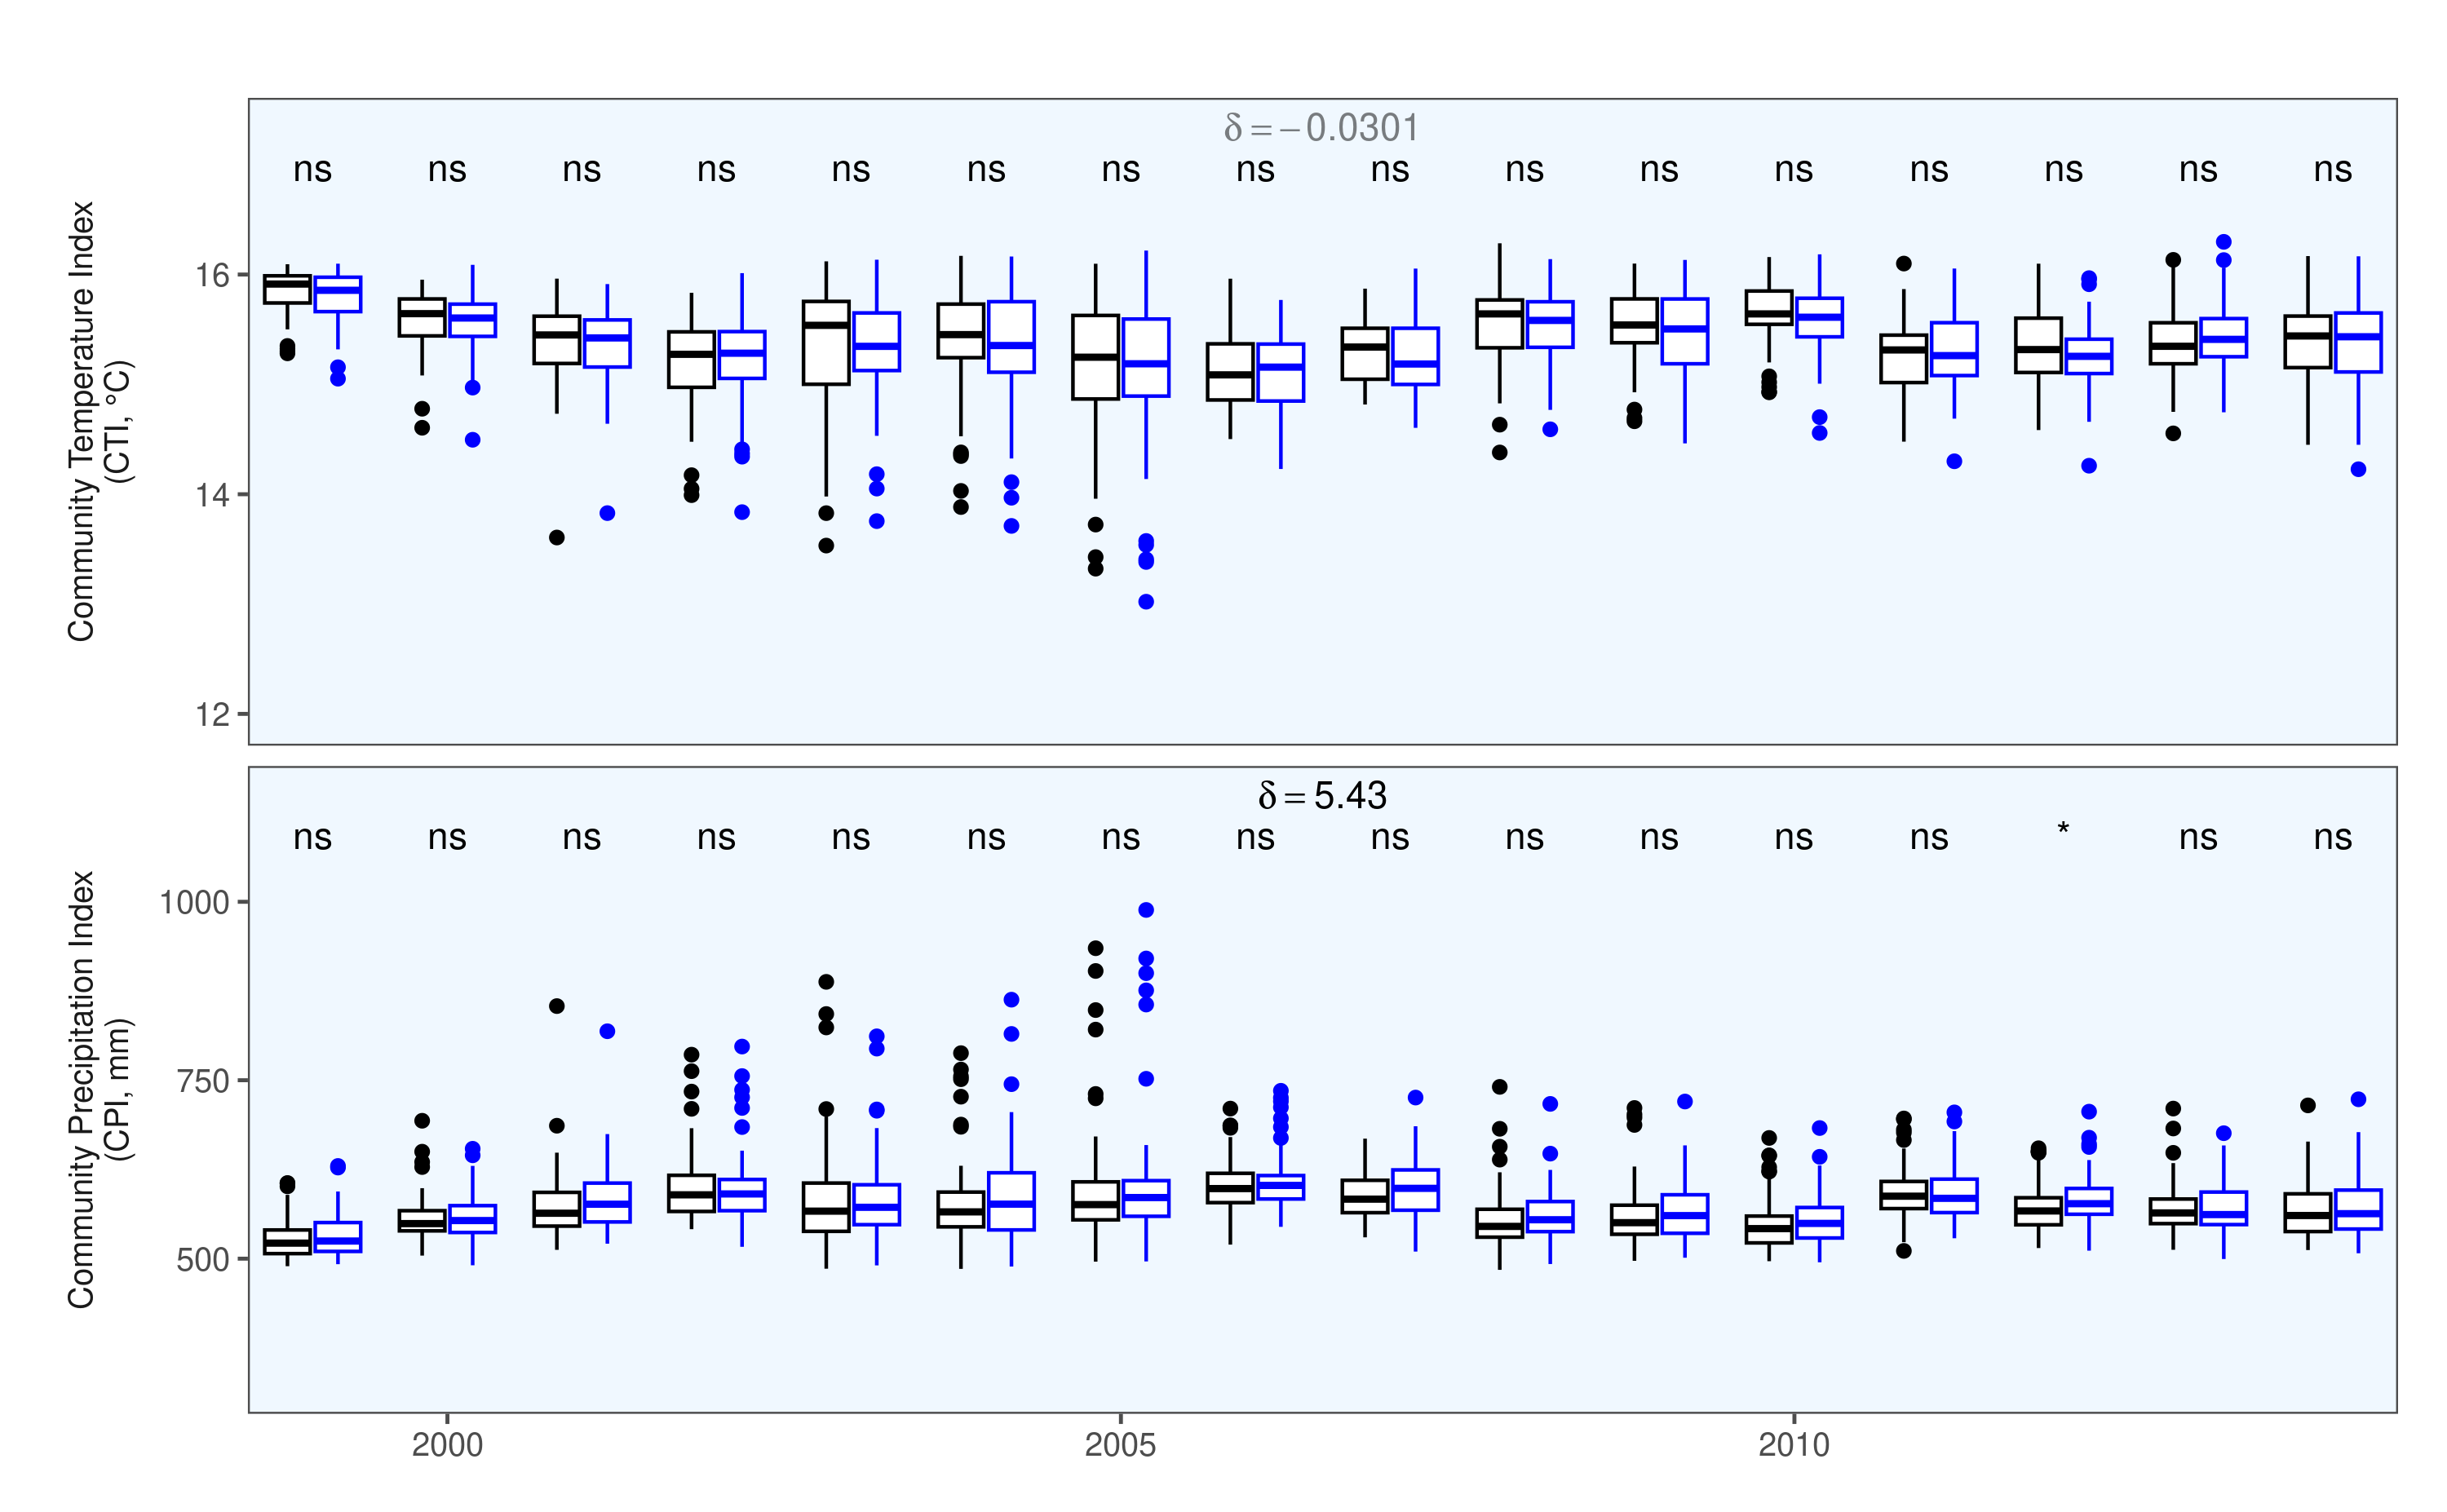 δ = −0.0301
ns ns ns ns ns ns ns ns ns ns ns ns ns ns ns ns
Community Temperature Index
(CTI, °C)
16
14
12
δ = 5.43
ns ns ns ns ns ns ns ns ns ns ns ns ns * ns ns
Community Precipitation Index
(CPI, mm)
1000
750
500
2000 2005 2010